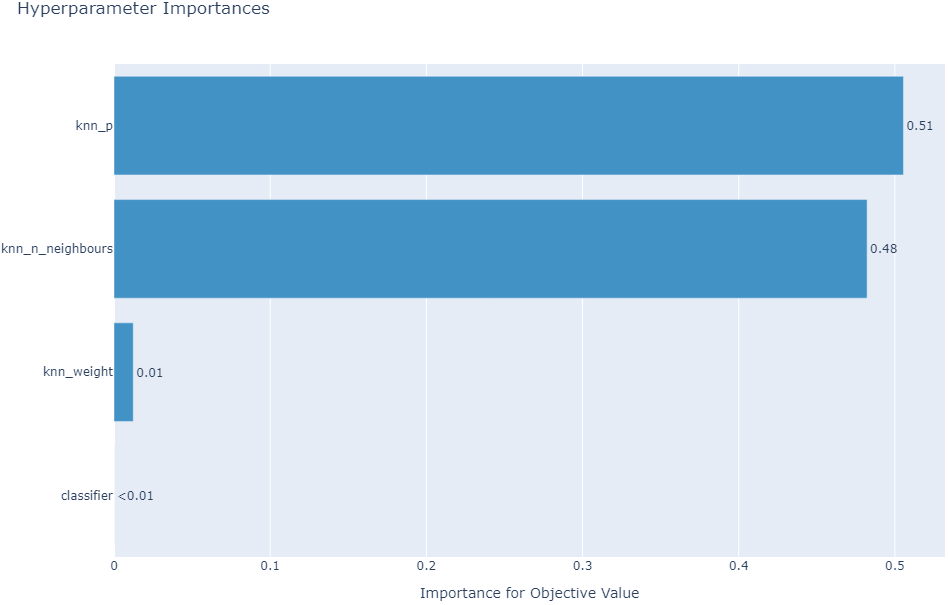 Hyperparameter Importances
knn_p
0.51
knn_n_neighbours
0.48
knn_weight
0.01
classifier
<0.01
0
0.1
0.2
0.3
0.4
0.5
Importance for Objective Value